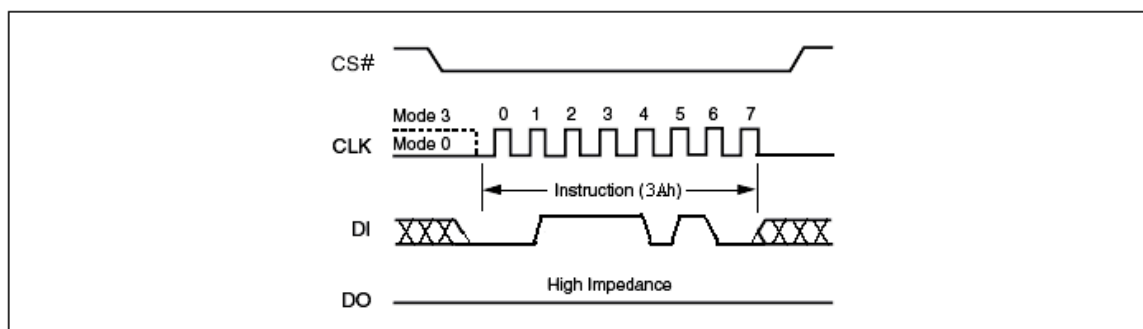 CS#
Mode 3 0 1 2 3 4 5 6 7
CLK Mode 0
Instruction (3Ah)
DI
High Impedance
DO